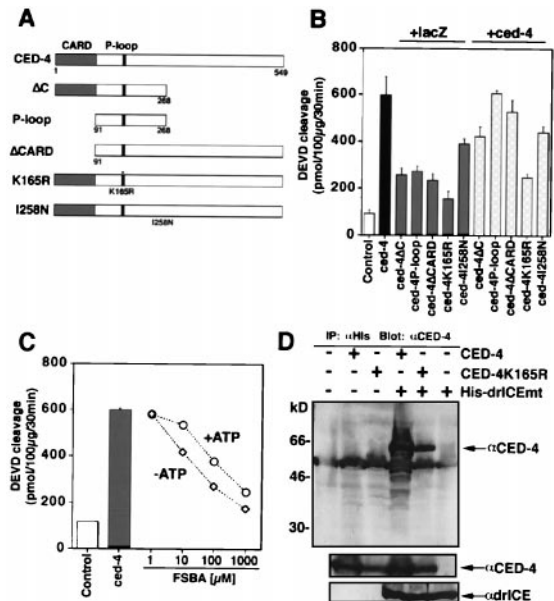 A
CARD P-loop
CED-4
1 549
ΔC
268
P-loop
91 268
ΔCARD
91
K165R
K165R
I258N
I258N
B
+lacZ +ced-4
DEVD cleavage
(pmol/100µg/30min)
800
600
400
200
0
Control
ced-4
ced-4ΔC
ced-4P-loop
ced-4ΔCARD
ced-4K165R
ced-4I258N
ced-4ΔC
ced-4P-loop
ced-4ΔCARD
ced-4K165R
ced-4I258N
C
DEVD cleavage
(pmol/100µg/30min)
800
600
400
200
0
+ATP
-ATP
Control
ced-4
1 10 100 1000
FSBA [µM]
D
IP: αHis Blot: αCED-4
- + - + - - CED-4
- - + - + - CED-4K165R
- - - + + + His-drICEmt
kD
66-
46-
30-
αCED-4
αCED-4
αdrICE